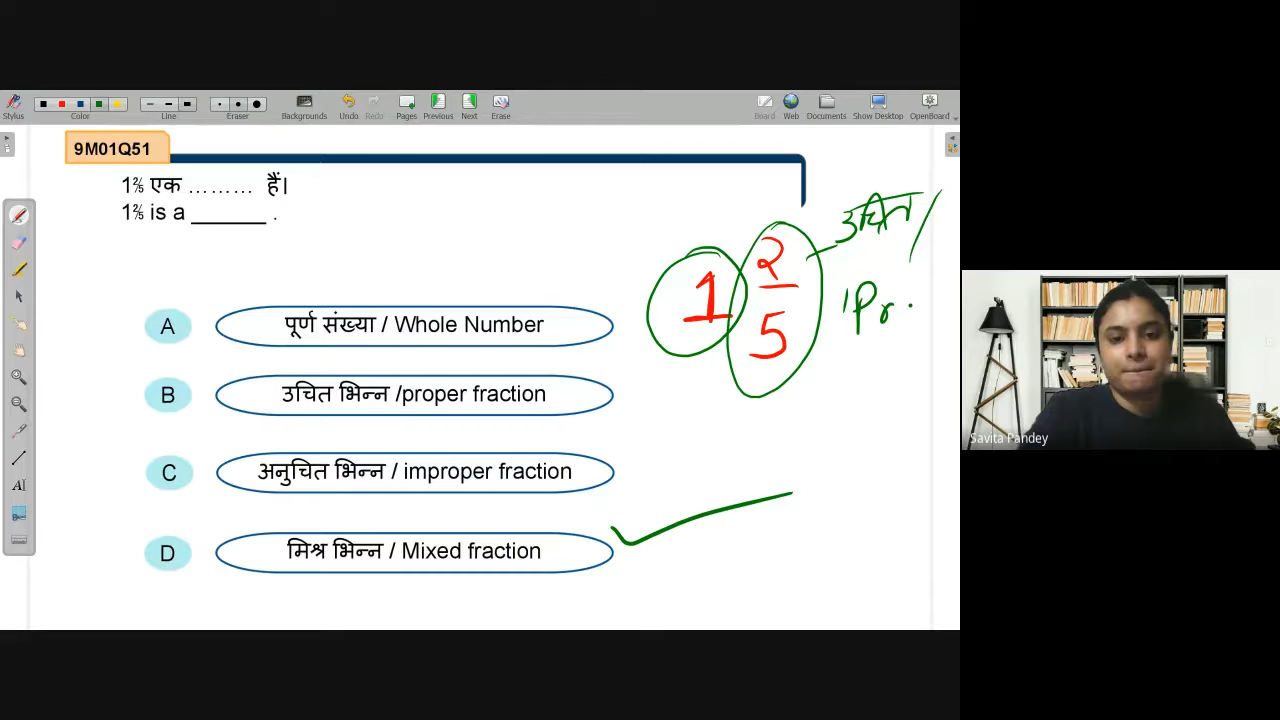 Stylus
Color
Line
Eraser
Backgrounds
Undo
Redo
Pages
Previous
Next
Erase
Board
Web
Documents
Show Desktop
OpenBoard
9M01Q51
1⅖ एक ……… हैं।
1⅖ is a ______ .
1 2/5
उचित /
Pr.
A पूर्ण संख्या / Whole Number
B उचित भिन्न /proper fraction
C अनुचित भिन्न / improper fraction
D मिश्र भिन्न / Mixed fraction
Savita Pandey